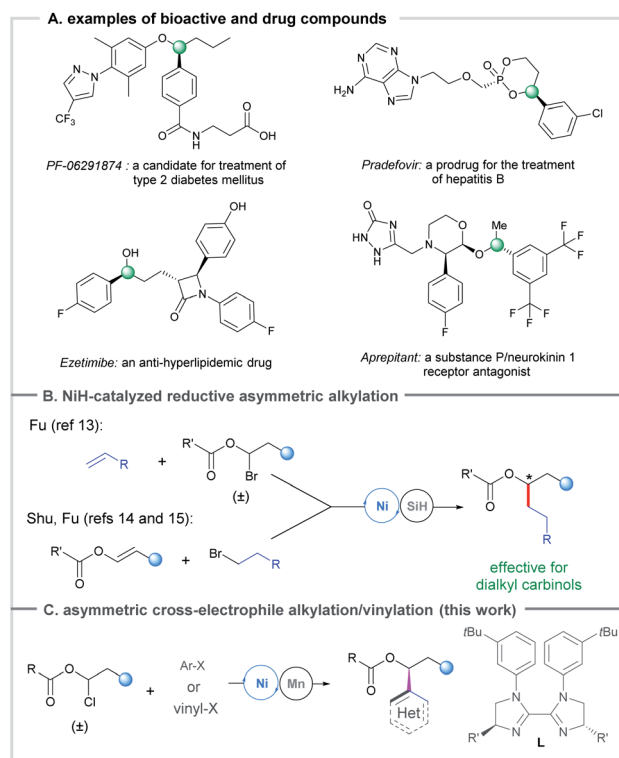 A. examples of bioactive and drug compounds
O
N
N
CF3
O
N
H
O
OH
PF-06291874 : a candidate for treatment of
type 2 diabetes mellitus
N
N
N
N
H2N
O
O
P
O
O
Cl
Pradefovir: a prodrug for the treatment
of hepatitis B
OH
OH
F
O
N
F
Ezetimibe: an anti-hyperlipidemic drug
O
HN
N
H
N
N
O
O
Me
F
F
F
F
F
F
F
Aprepitant: a substance P/neurokinin 1
receptor antagonist
B. NiH-catalyzed reductive asymmetric alkylation
Fu (ref 13):
R
+
R'
O
O
Br
(±)
Shu, Fu (refs 14 and 15):
R'
O
O
+
Br
R
Ni
SiH
R'
O
O
*
R
effective for
dialkyl carbinols
C. asymmetric cross-electrophile alkylation/vinylation (this work)
R
O
O
Cl
(±)
+
Ar-X
or
vinyl-X
Ni
Mn
R
O
O
Het
tBu
tBu
N
N
N
N
R'
R'
L